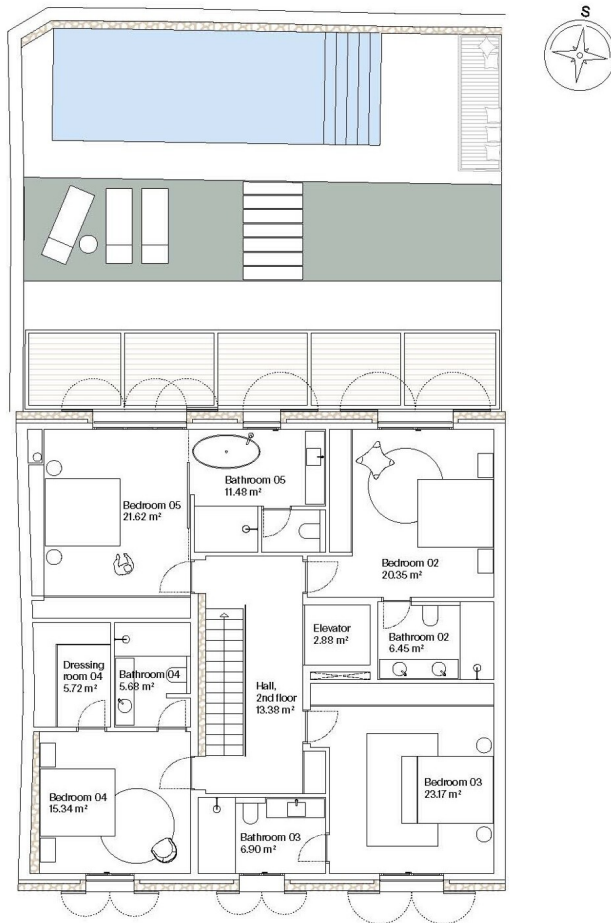 S
Bathroom 05
11.48 m²
Bedroom 05
21.62 m²
Bedroom 02
20.35 m²
Elevator
2.88 m²
Bathroom 02
6.45 m²
Dressing
room 04
5.72 m²
Bathroom 04
5.68 m²
Hall,
2nd floor
13.38 m²
Bedroom 04
15.34 m²
Bedroom 03
23.17 m²
Bathroom 03
6.90 m²